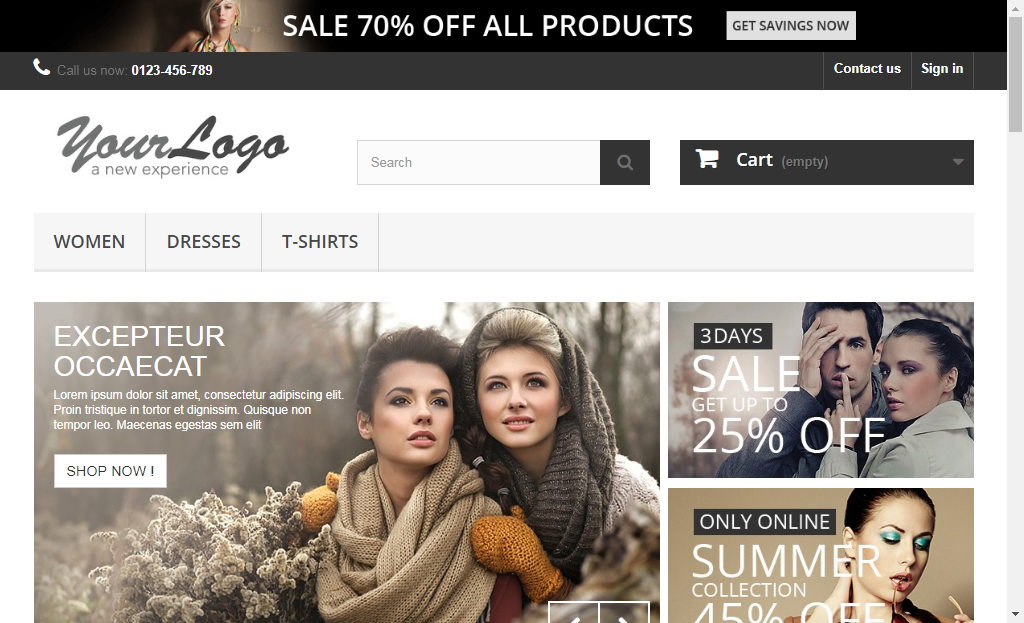 SALE 70% OFF ALL PRODUCTS
GET SAVINGS NOW
Call us now: 0123-456-789
Contact us
Sign in
YourLogo
a new experience
Search
Cart (empty)
WOMEN
DRESSES
T-SHIRTS
EXCEPTEUR
OCCAECAT
Lorem ipsum dolor sit amet, consectetur adipiscing elit.
Proin tristique in tortor et dignissim. Quisque non
tempor leo. Maecenas egestas sem elit
SHOP NOW !
3 DAYS
SALE
GET UP TO
25% OFF
ONLY ONLINE
SUMMER
COLLECTION
45% OFF